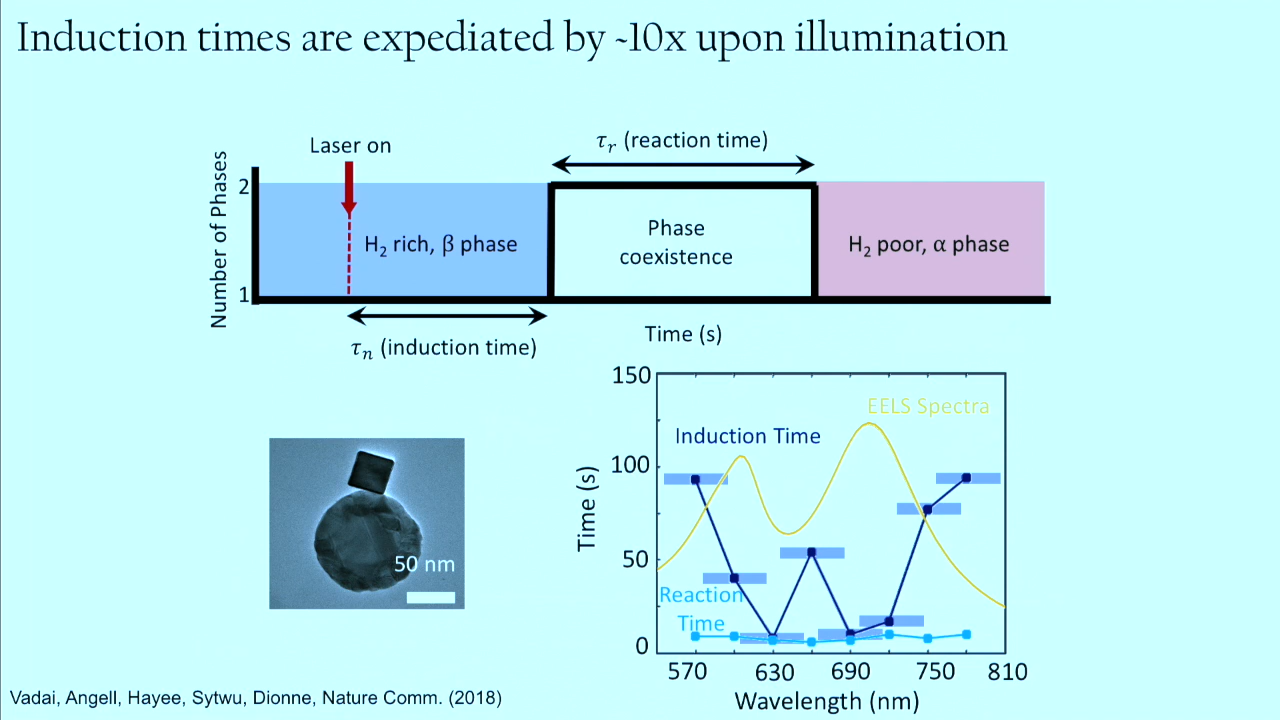 Induction times are expediated by ~10x upon illumination
Laser on
τr (reaction time)
Number of Phases
2
1
H2 rich, β phase
Phase
coexistence
H2 poor, α phase
τn (induction time)
Time (s)
150
100
50
0
Time (s)
EELS Spectra
Induction Time
Reaction
Time
570
630
690
750
810
Wavelength (nm)
50 nm
Vadai, Angell, Hayee, Sytwu, Dionne, Nature Comm. (2018)